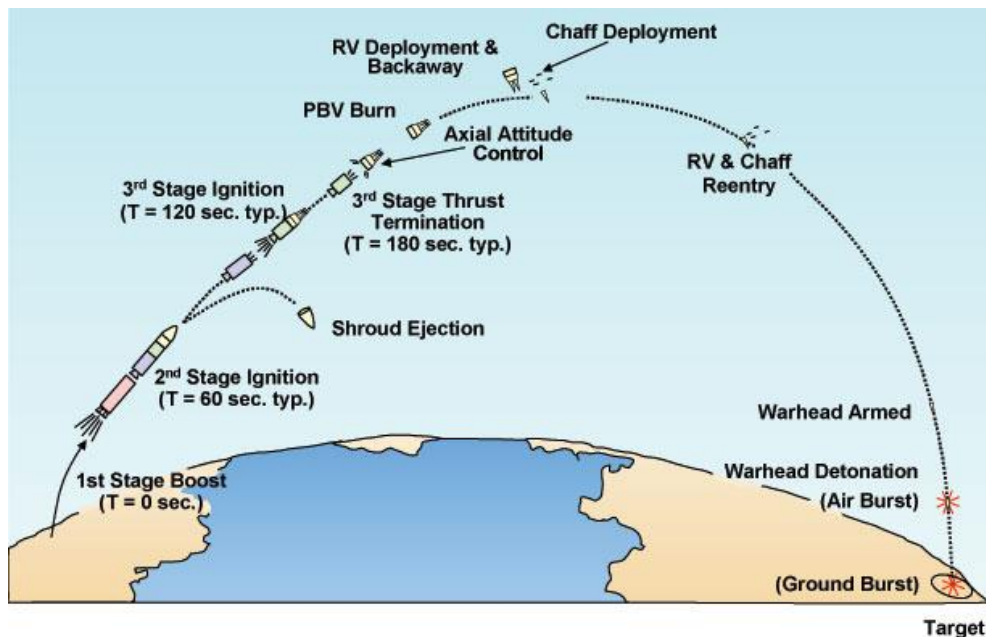 Chaff Deployment
RV Deployment &
Backaway
PBV Burn
Axial Attitude
Control
RV & Chaff
Reentry
3rd Stage Ignition
(T = 120 sec. typ.)
3rd Stage Thrust
Termination
(T = 180 sec. typ.)
Shroud Ejection
2nd Stage Ignition
(T = 60 sec. typ.)
Warhead Armed
1st Stage Boost
(T = 0 sec.)
Warhead Detonation
(Air Burst)
(Ground Burst)
Target